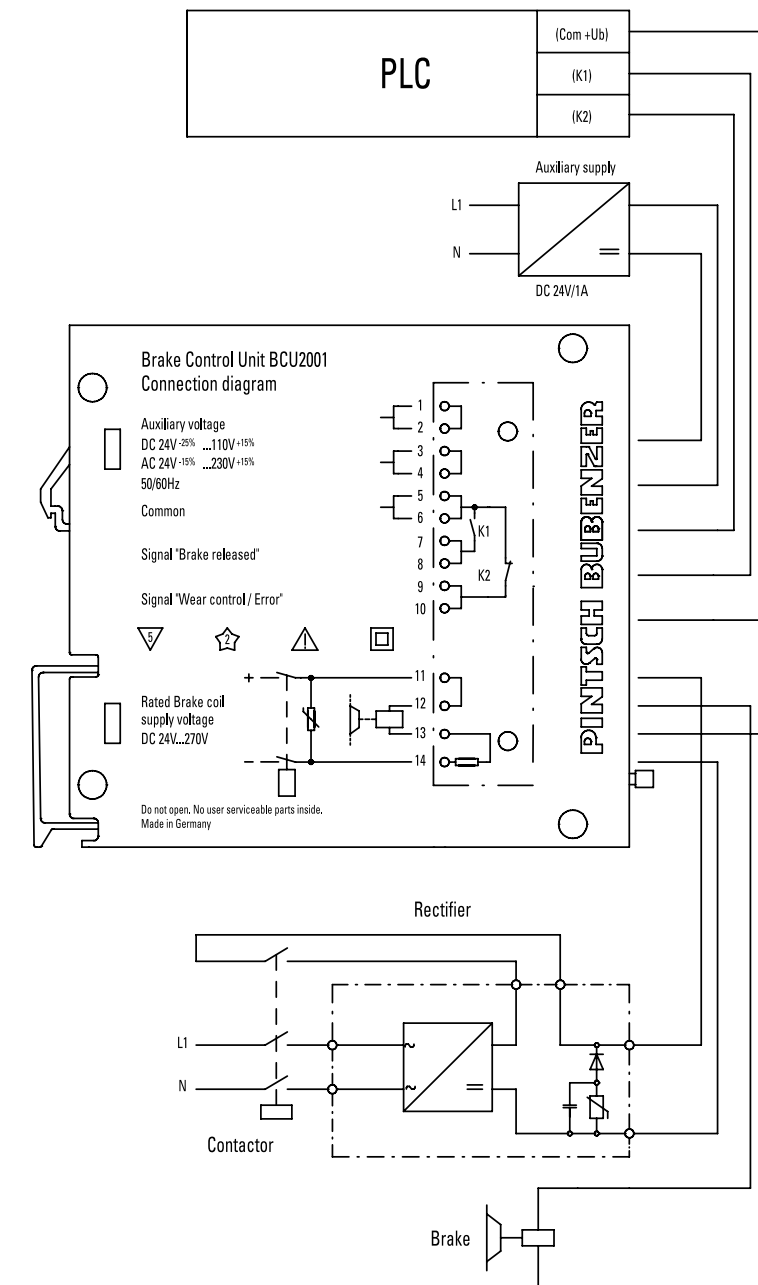 PLC
(Com +Ub)
(K1)
(K2)
Auxiliary supply
L1
N
DC 24V/1A
Brake Control Unit BCU2001
Connection diagram
Auxiliary voltage
DC 24V -25% ...110V +15%
AC 24V -15% ...230V +15%
50/60Hz
Common
Signal "Brake released"
Signal "Wear control / Error"
5
2
!
1
2
3
4
5
6
7
8
9
10
K1
K2
+
11
12
13
14
–
Rated Brake coil
supply voltage
DC 24V...270V
Do not open. No user serviceable parts inside.
Made in Germany
PINTSCH BUBENZER
Rectifier
L1
N
~
~
Contactor
Brake